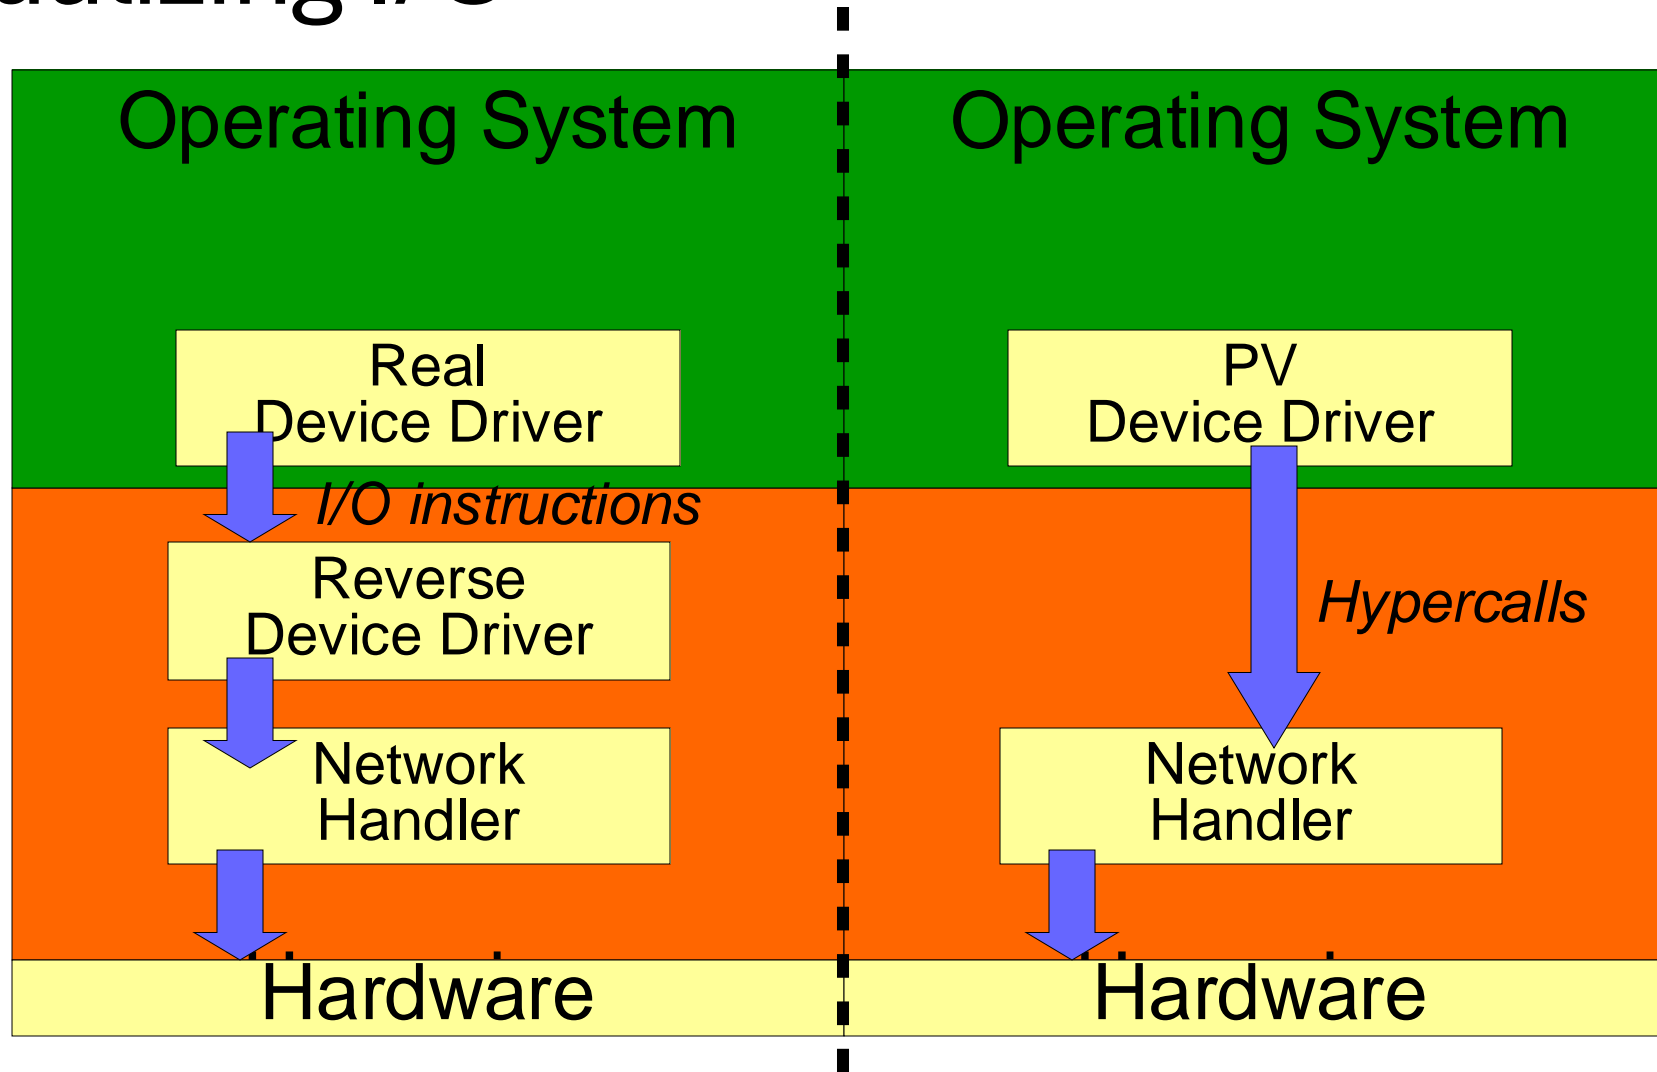 I/O
Operating System
Real
Device Driver
I/O instructions
Reverse
Device Driver
Network
Handler
Hardware
Operating System
PV
Device Driver
Hypercalls
Network
Handler
Hardware